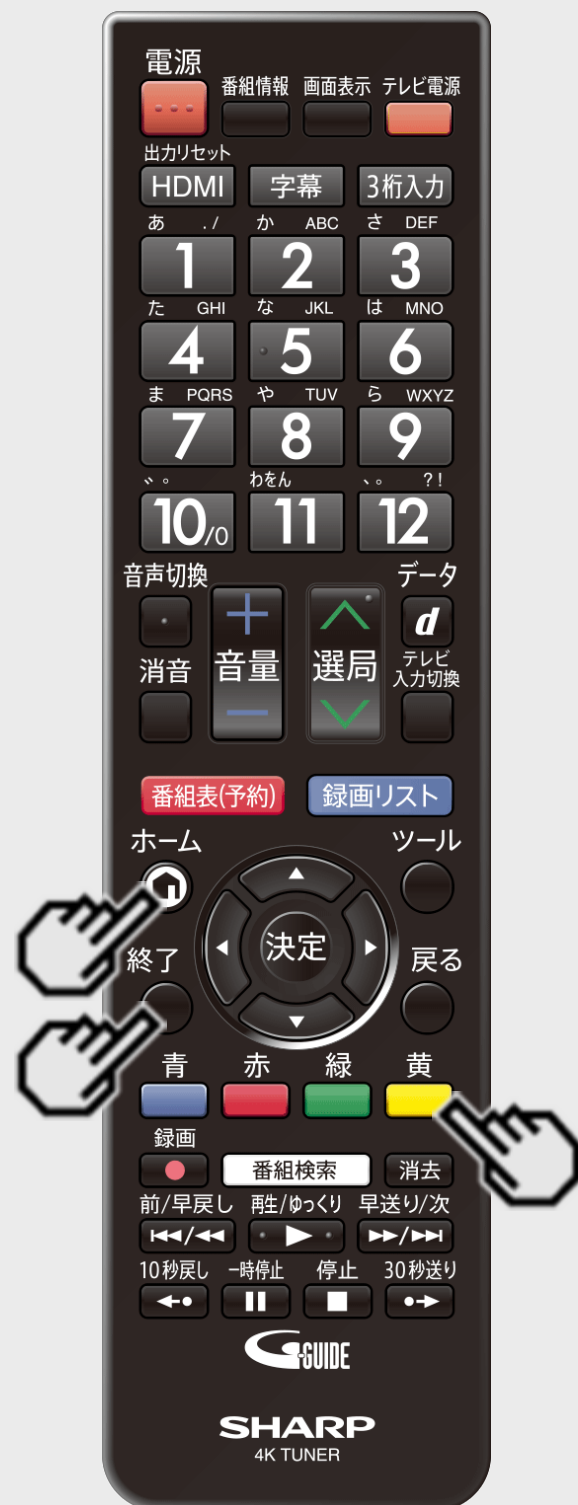 電源
番組情報 画面表示 テレビ電源
出力リセット
HDMI 字幕 3桁入力
あ ./ か ABC さ DEF
1 2 3
た GHI な JKL は MNO
4 5 6
ま PQRS や TUV ら WXYZ
7 8 9
゛゜ わをん 、。 ?!
10/0 11 12
音声切換 データ
+ ∧ d
消音 音量 選局 テレビ
入力切換
− ∨
番組表(予約) 録画リスト
ホーム ツール
決定
終了 戻る
青 赤 緑 黄
録画
番組検索 消去
前/早戻し 再生/ゆっくり 早送り/次
10秒戻し 一時停止 停止 30秒送り
G-GUIDE
SHARP
4K TUNER